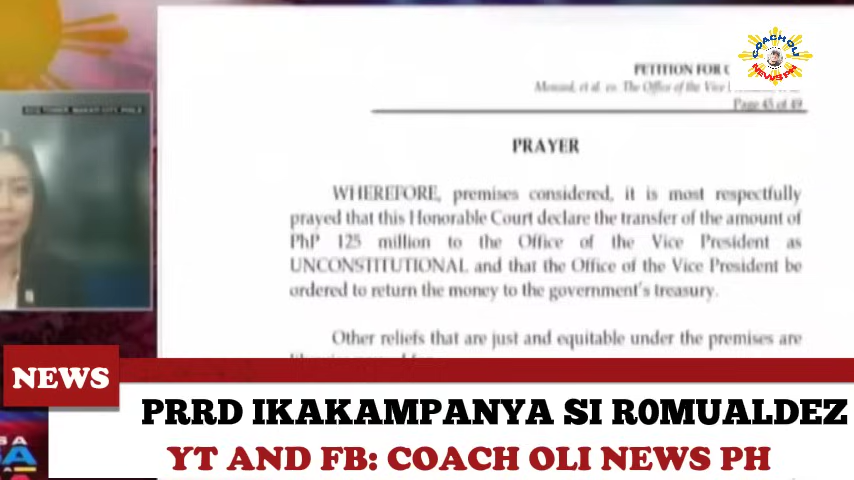 COACH OLI
NEWS PH
PETITION FOR
Monsod, et al. vs. The Office of the Vice
Page 45 of 49
PRAYER
WHEREFORE, premises considered, it is most respectfully
prayed that this Honorable Court declare the transfer of the amount of
PhP 125 million to the Office of the Vice President as
UNCONSTITUTIONAL and that the Office of the Vice President be
ordered to return the money to the government's treasury.
Other reliefs that are just and equitable under the premises are
NEWS
PRRD IKAKAMPANYA SI R0MUALDEZ
YT AND FB: COACH OLI NEWS PH